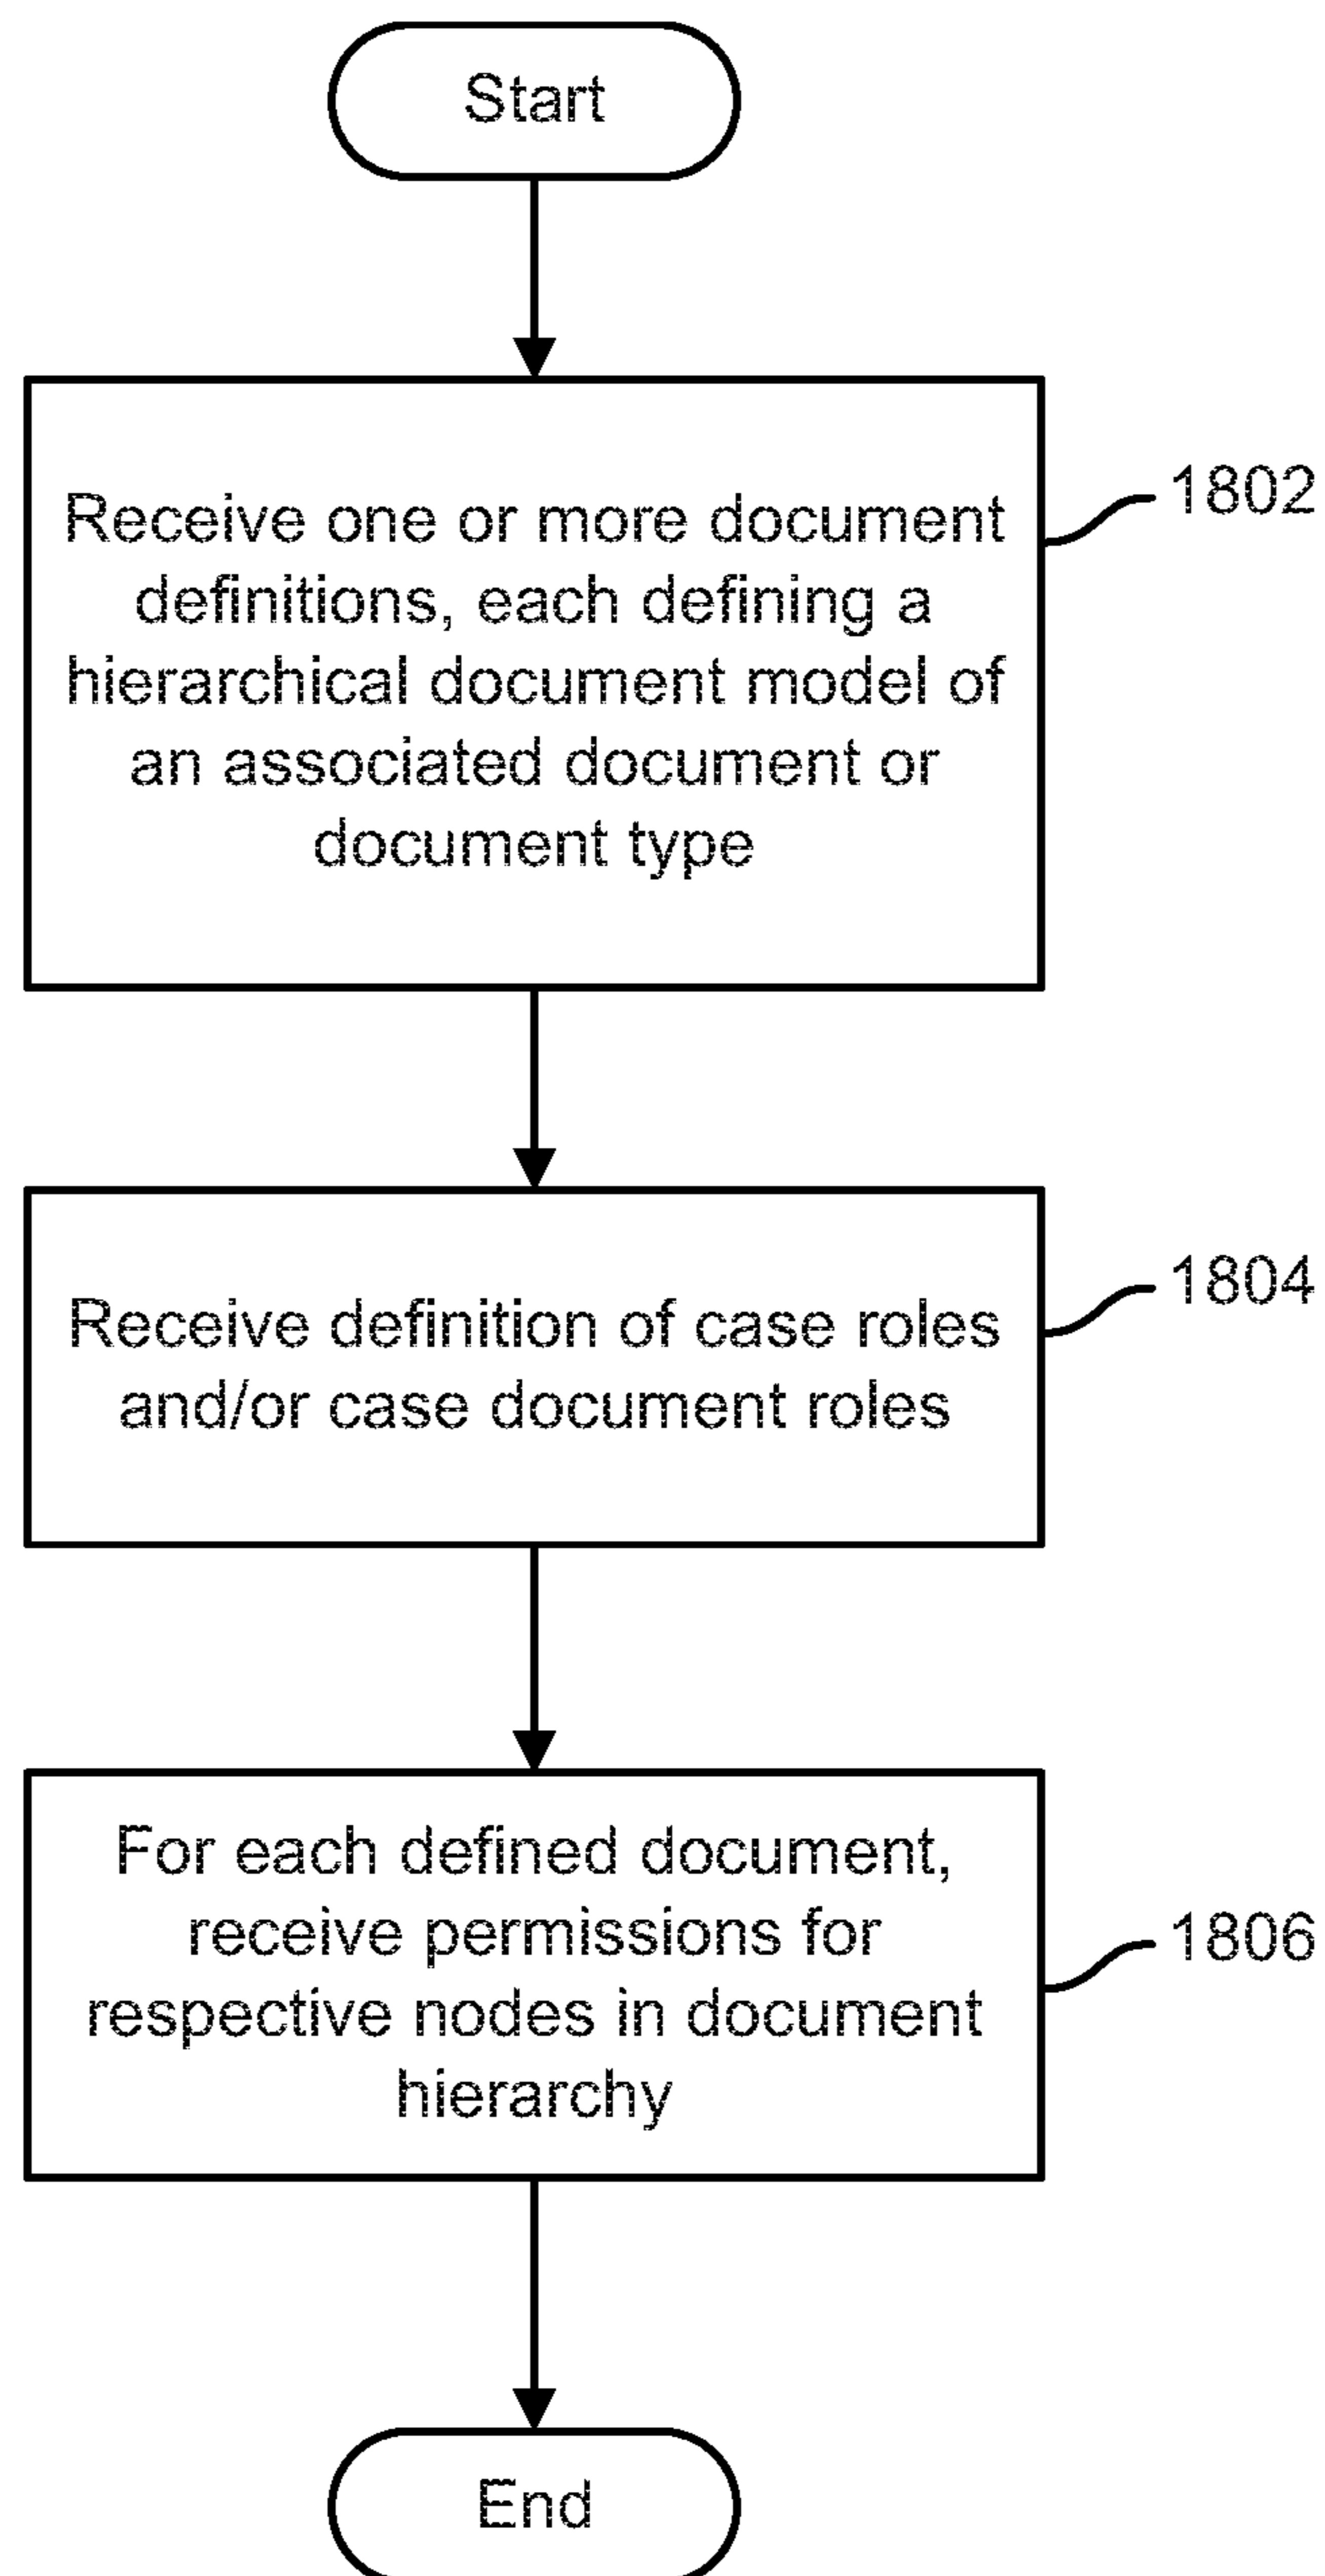 Start
Receive one or more document
definitions, each defining a
hierarchical document model of
an associated document or
document type
1802
Receive definition of case roles
and/or case document roles
1804
For each defined document,
receive permissions for
respective nodes in document
hierarchy
1806
End